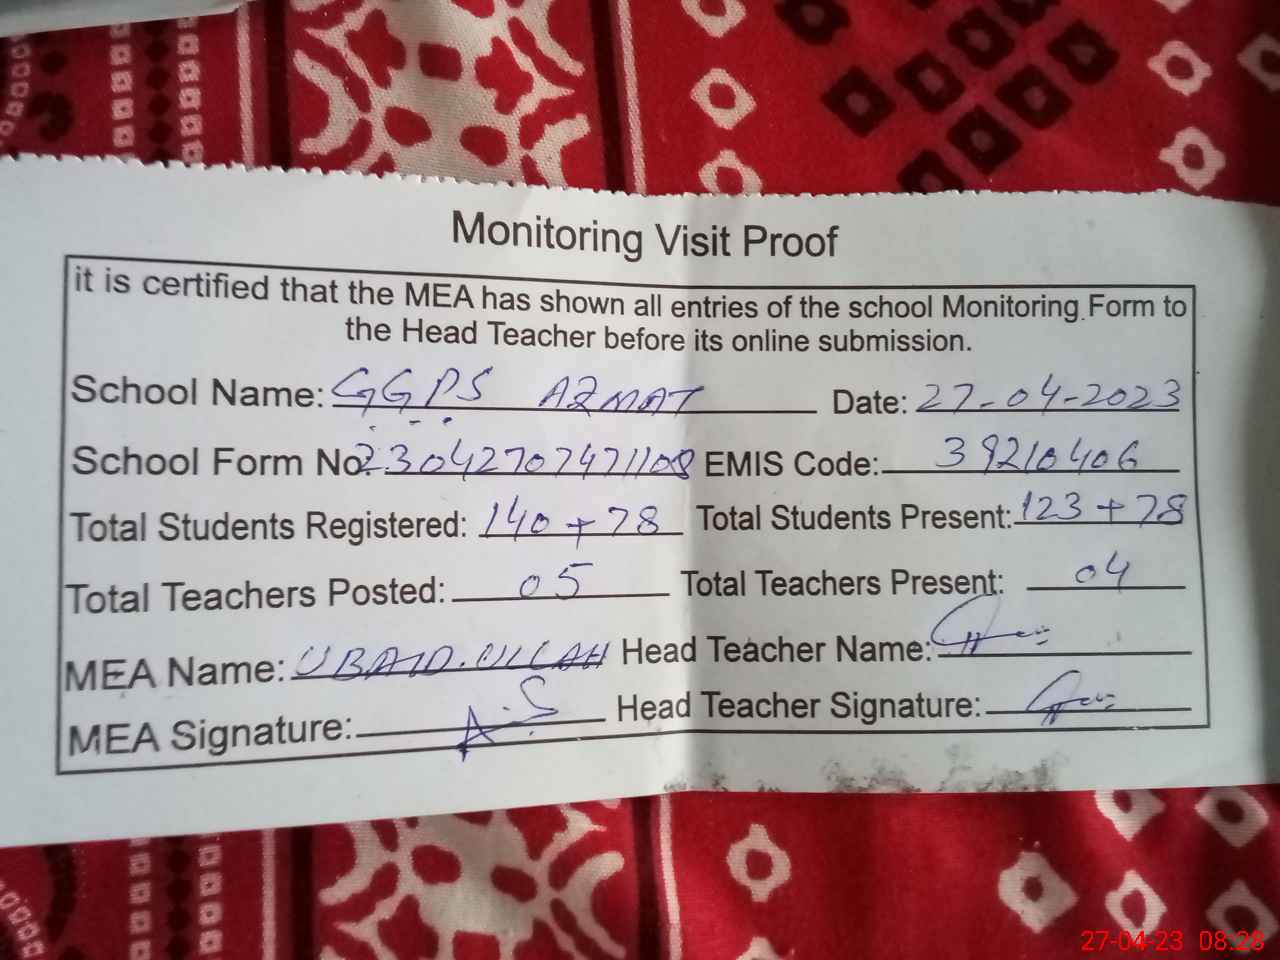 Monitoring Visit Proof
it is certified that the MEA has shown all entries of the school Monitoring Form to
the Head Teacher before its online submission.
School Name: GGPS AZMAT Date: 27-04-2023
School Form No: 23042707471108 EMIS Code: 39210406
Total Students Registered: 140+78 Total Students Present: 123+78
Total Teachers Posted: 05 Total Teachers Present: 04
MEA Name: UBAID.ULLAH Head Teacher Name:
MEA Signature: Head Teacher Signature:
27-04-23 08:28